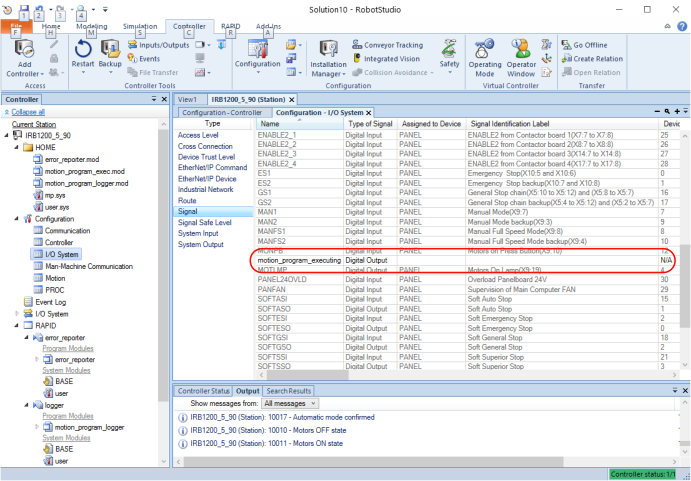 Solution10 - RobotStudio
1 2 3 4
File Home Modeling Simulation Controller RAPID Add-Ins
F H M S C R A
Add Controller
Access
Restart
Backup
Inputs/Outputs
Events
File Transfer
Controller Tools
Configuration
Installation Manager
Conveyor Tracking
Integrated Vision
Collision Avoidance
Safety
Configuration
Operating Mode
Operator Window
Virtual Controller
Go Offline
Create Relation
Open Relation
Transfer
Controller
Collapse all
Current Station
IRB1200_5_90
HOME
error_reporter.mod
motion_program_exec.mod
motion_program_logger.mod
mp.sys
user.sys
Configuration
Communication
Controller
I/O System
Man-Machine Communication
Motion
PROC
Event Log
I/O System
RAPID
error_reporter
Program Modules
error_reporter
System Modules
BASE
user
logger
Program Modules
motion_program_logger
System Modules
BASE
user
View1 IRB1200_5_90 (Station) X
Configuration - Controller Configuration - I/O System X
Type
Access Level
Cross Connection
Device Trust Level
EtherNet/IP Command
EtherNet/IP Device
Industrial Network
Route
Signal
Signal Safe Level
System Input
System Output
Name Type of Signal Assigned to Device Signal Identification Label Devic
ENABLE2_1 Digital Input PANEL ENABLE2 from Contactor board 1(X7:7 to X7:8) 25
ENABLE2_2 Digital Input PANEL ENABLE2 from Contactor board 2(X8:7 to X8:8) 26
ENABLE2_3 Digital Input PANEL ENABLE2 from Contactor board 3(X14:7 to X14:8) 27
ENABLE2_4 Digital Input PANEL ENABLE2 from Contactor board 4(X17:7 to X17:8) 28
ES1 Digital Input PANEL Emergency Stop(X10:5 and X10:6) 0
ES2 Digital Input PANEL Emergency Stop backup(X10:7 and X10:8) 1
GS1 Digital Input PANEL General Stop chain(X5:10 to X5:12) and (X5:8 to X5:7) 16
GS2 Digital Input PANEL General Stop chain backup(X5:4 to X5:12) and (X5:2 to X5:7) 17
MAN1 Digital Input PANEL Manual Mode(X9:7) 7
MAN2 Digital Input PANEL Manual Mode backup(X9:3) 9
MANFS1 Digital Input PANEL Manual Full Speed Mode(X9:8) 8
MANFS2 Digital Input PANEL Manual Full Speed Mode backup(X9:4) 10
MONPB Digital Input PANEL Motors On Press Button(X9:10) 12
motion_program_executing Digital Output N/A
MOTLMP Digital Output PANEL Motors On Lamp(X9:19) 4
PANEL24OVLD Digital Input PANEL Overload Panelboard 24V 30
PANFAN Digital Input PANEL Supervision of Main Computer FAN 29
SOFTASI Digital Input PANEL Soft Auto Stop 15
SOFTASO Digital Output PANEL Soft Auto Stop 1
SOFTESI Digital Input PANEL Soft Emergency Stop 2
SOFTESO Digital Output PANEL Soft Emergency Stop 0
SOFTGSI Digital Input PANEL Soft General Stop 18
SOFTGSO Digital Output PANEL Soft General Stop 2
SOFTSSI Digital Input PANEL Soft Superior Stop 21
SOFTSSO Digital Output PANEL Soft Superior Stop 3
Controller Status Output Search Results
Show messages from: All messages
IRB1200_5_90 (Station): 10017 - Automatic mode confirmed
IRB1200_5_90 (Station): 10010 - Motors OFF state
IRB1200_5_90 (Station): 10011 - Motors ON state
Controller status: 1/1